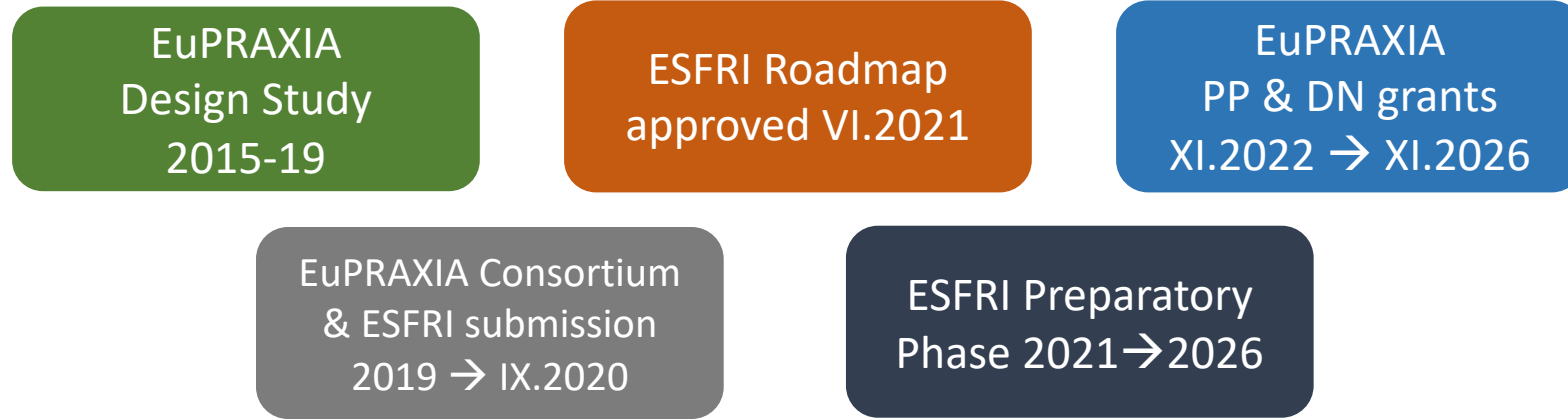 EuPRAXIA
Design Study
2015-19
ESFRI Roadmap
approved VI.2021
EuPRAXIA
PP & DN grants
XI.2022 → XI.2026
EuPRAXIA Consortium
& ESFRI submission
2019 → IX.2020
ESFRI Preparatory
Phase 2021→2026